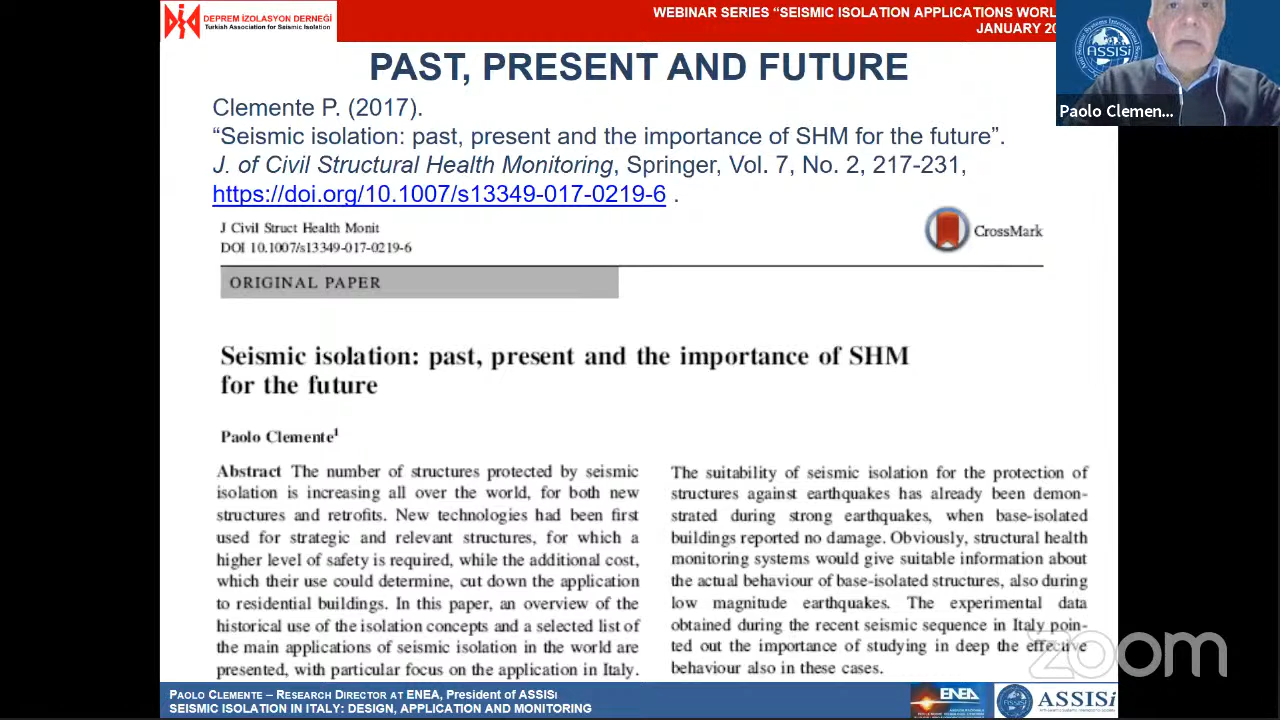 DEPREM İZOLASYON DERNEĞİ
Turkish Association for Seismic Isolation
WEBINAR SERIES “SEISMIC ISOLATION APPLICATIONS WORL
JANUARY 20
ASSISi
Paolo Clemen...
PAST, PRESENT AND FUTURE
Clemente P. (2017).
“Seismic isolation: past, present and the importance of SHM for the future”.
J. of Civil Structural Health Monitoring, Springer, Vol. 7, No. 2, 217-231,
https://doi.org/10.1007/s13349-017-0219-6 .
J Civil Struct Health Monit
DOI 10.1007/s13349-017-0219-6
CrossMark
ORIGINAL PAPER
Seismic isolation: past, present and the importance of SHM
for the future
Paolo Clemente1
Abstract The number of structures protected by seismic
isolation is increasing all over the world, for both new
structures and retrofits. New technologies had been first
used for strategic and relevant structures, for which a
higher level of safety is required, while the additional cost,
which their use could determine, cut down the application
to residential buildings. In this paper, an overview of the
historical use of the isolation concepts and a selected list of
the main applications of seismic isolation in the world are
presented, with particular focus on the application in Italy.
The suitability of seismic isolation for the protection of
structures against earthquakes has already been demon-
strated during strong earthquakes, when base-isolated
buildings reported no damage. Obviously, structural health
monitoring systems would give suitable information about
the actual behaviour of base-isolated structures, also during
low magnitude earthquakes. The experimental data
obtained during the recent seismic sequence in Italy poin-
ted out the importance of studying in deep the effective
behaviour also in these cases.
zoom
PAOLO CLEMENTE – RESEARCH DIRECTOR AT ENEA, President of ASSISi
SEISMIC ISOLATION IN ITALY: DESIGN, APPLICATION AND MONITORING
ENEA
ASSISi